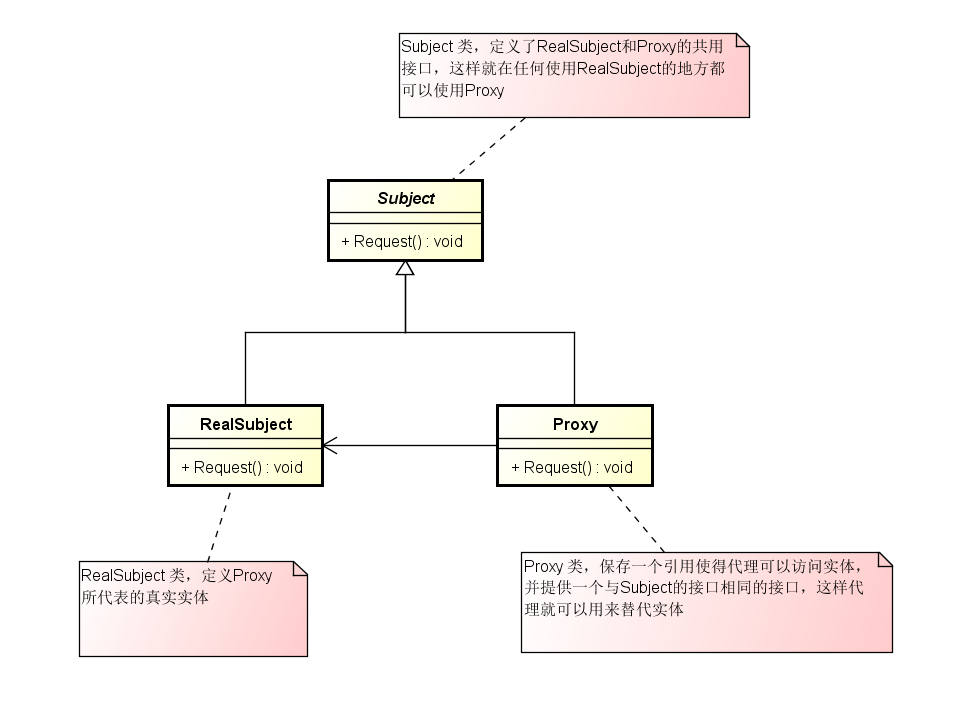 Subject 类，定义了RealSubject和Proxy的共用
接口，这样就在任何使用RealSubject的地方都
可以使用Proxy
Subject
+ Request() : void
RealSubject
+ Request() : void
Proxy
+ Request() : void
RealSubject 类，定义Proxy
所代表的真实实体
Proxy 类，保存一个引用使得代理可以访问实体，
并提供一个与Subject的接口相同的接口，这样代
理就可以用来替代实体